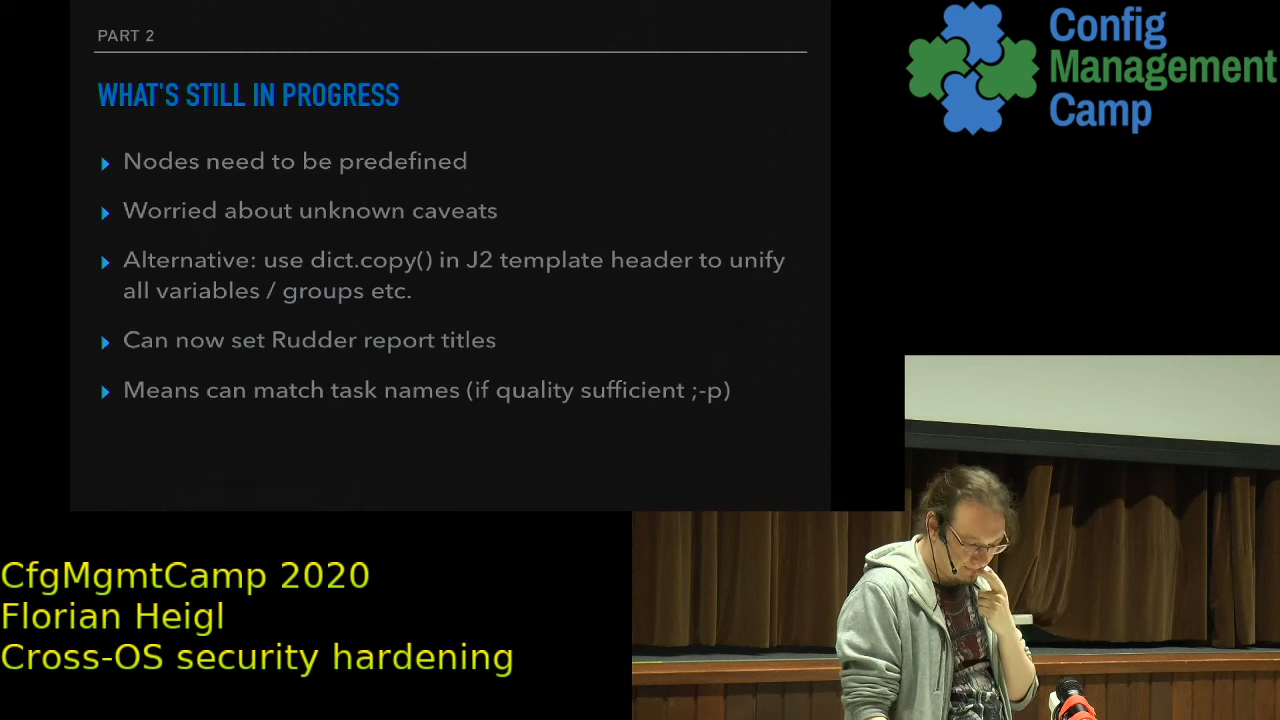 PART 2
WHAT'S STILL IN PROGRESS
Nodes need to be predefined
Worried about unknown caveats
Alternative: use dict.copy() in J2 template header to unify
all variables / groups etc.
Can now set Rudder report titles
Means can match task names (if quality sufficient ;-p)
Config
Management
Camp
CfgMgmtCamp 2020
Florian Heigl
Cross-OS security hardening